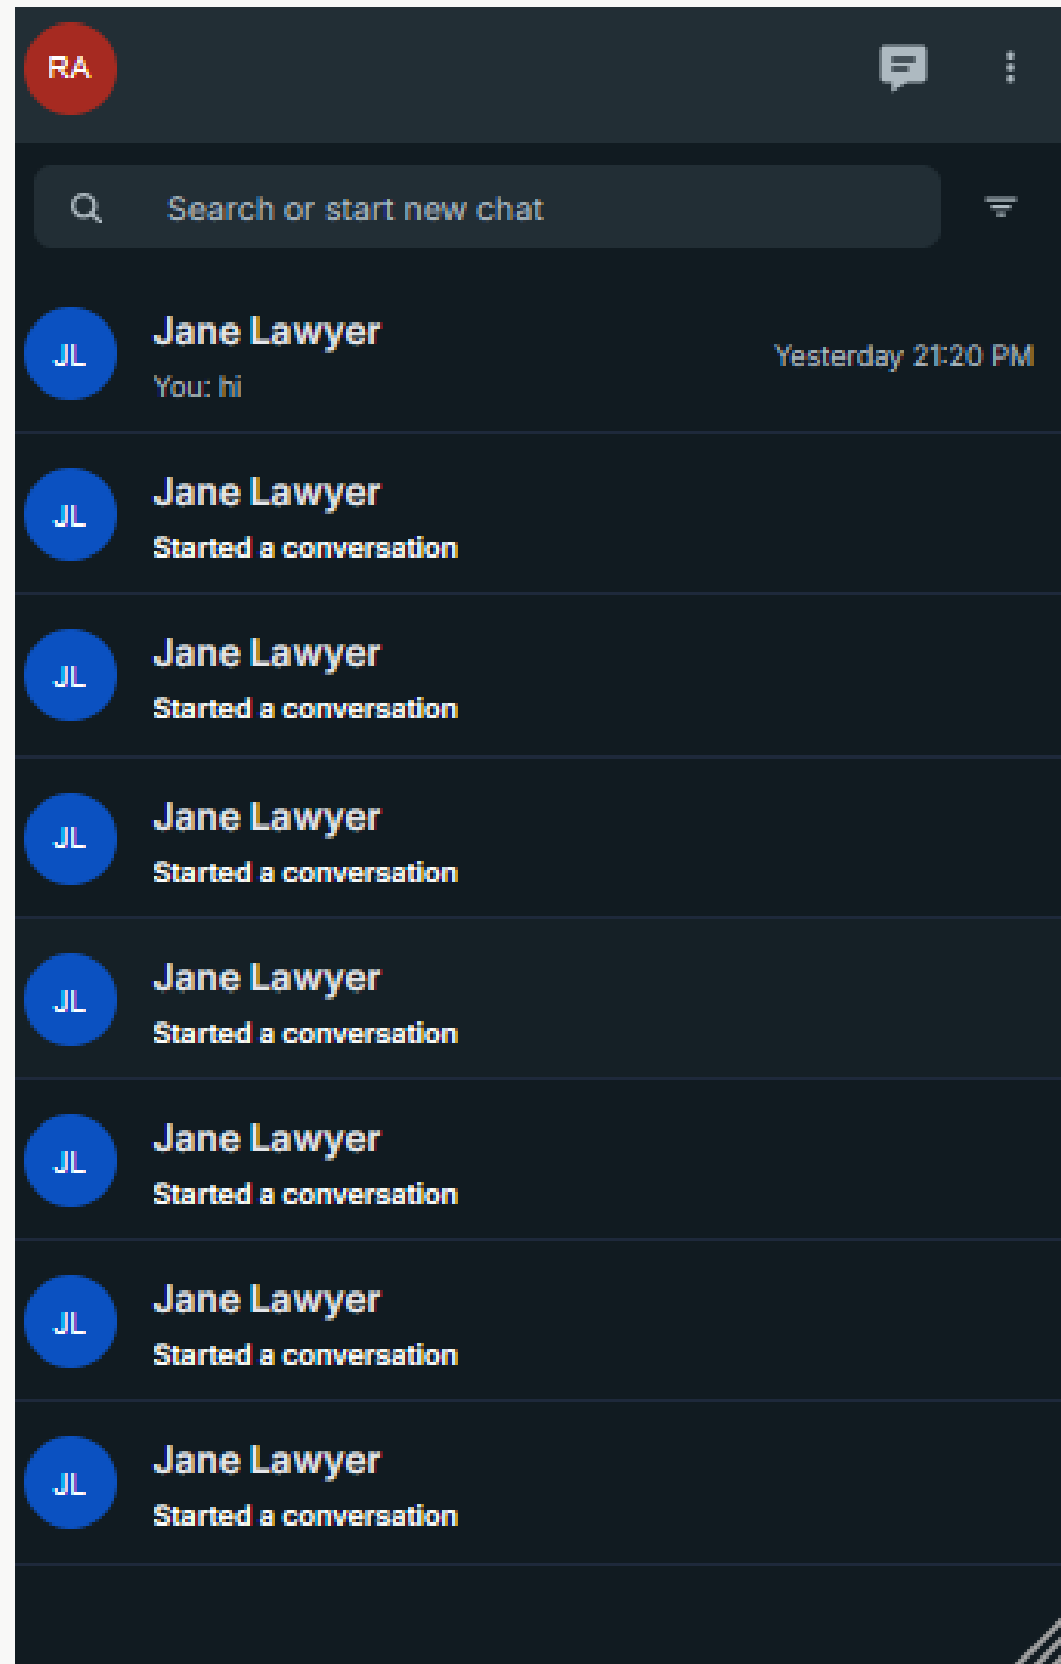 RA
Search or start new chat
JL
Jane Lawyer
Yesterday 21:20 PM
You: hi
JL
Jane Lawyer
Started a conversation
JL
Jane Lawyer
Started a conversation
JL
Jane Lawyer
Started a conversation
JL
Jane Lawyer
Started a conversation
JL
Jane Lawyer
Started a conversation
JL
Jane Lawyer
Started a conversation
JL
Jane Lawyer
Started a conversation